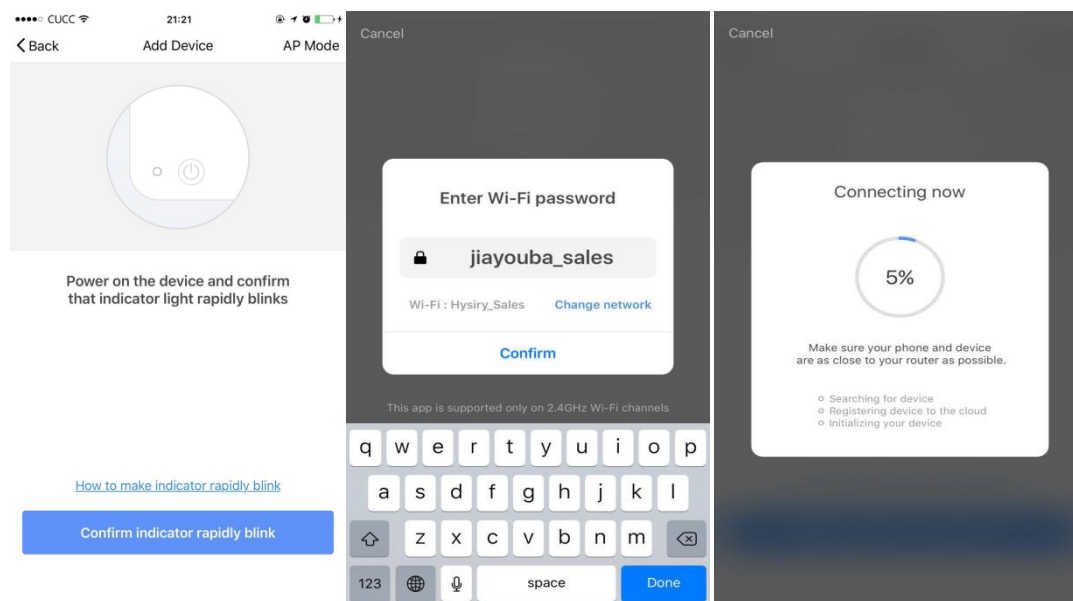 CUCC 21:21
Back Add Device AP Mode
Power on the device and confirm
that indicator light rapidly blinks
How to make indicator rapidly blink
Confirm indicator rapidly blink
Cancel
Enter Wi-Fi password
jiayouba_sales
Wi-Fi : Hysiry_Sales Change network
Confirm
This app is supported only on 2.4GHz Wi-Fi channels
q w e r t y u i o p
a s d f g h j k l
z x c v b n m
123 space Done
Cancel
Connecting now
5%
Make sure your phone and device
are as close to your router as possible.
Searching for device
Registering device to the cloud
Initializing your device